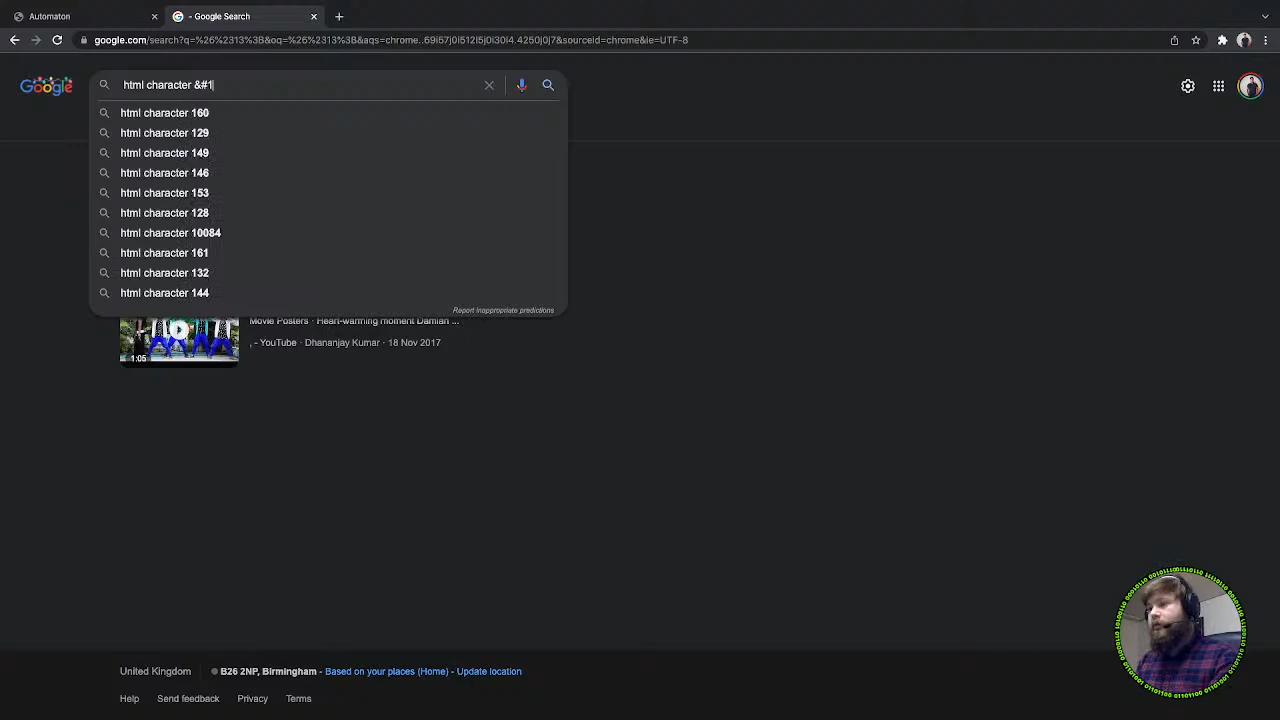 Automaton
- Google Search
google.com/search?q=%26%2313%3B&oq=%26%2313%3B&aqs=chrome..69i57j0i512l5j0i30l4.4250j0j7&sourceid=chrome&ie=UTF-8
Google
html character &#1
html character 160
html character 129
html character 149
html character 146
html character 153
html character 128
html character 10084
html character 161
html character 132
html character 144
Report inappropriate predictions
Movie Posters · Heart-warming moment Damian ...
, - YouTube · Dhananjay Kumar · 18 Nov 2017
1:05
United Kingdom
B26 2NP, Birmingham - Based on your places (Home) - Update location
Help Send feedback Privacy Terms